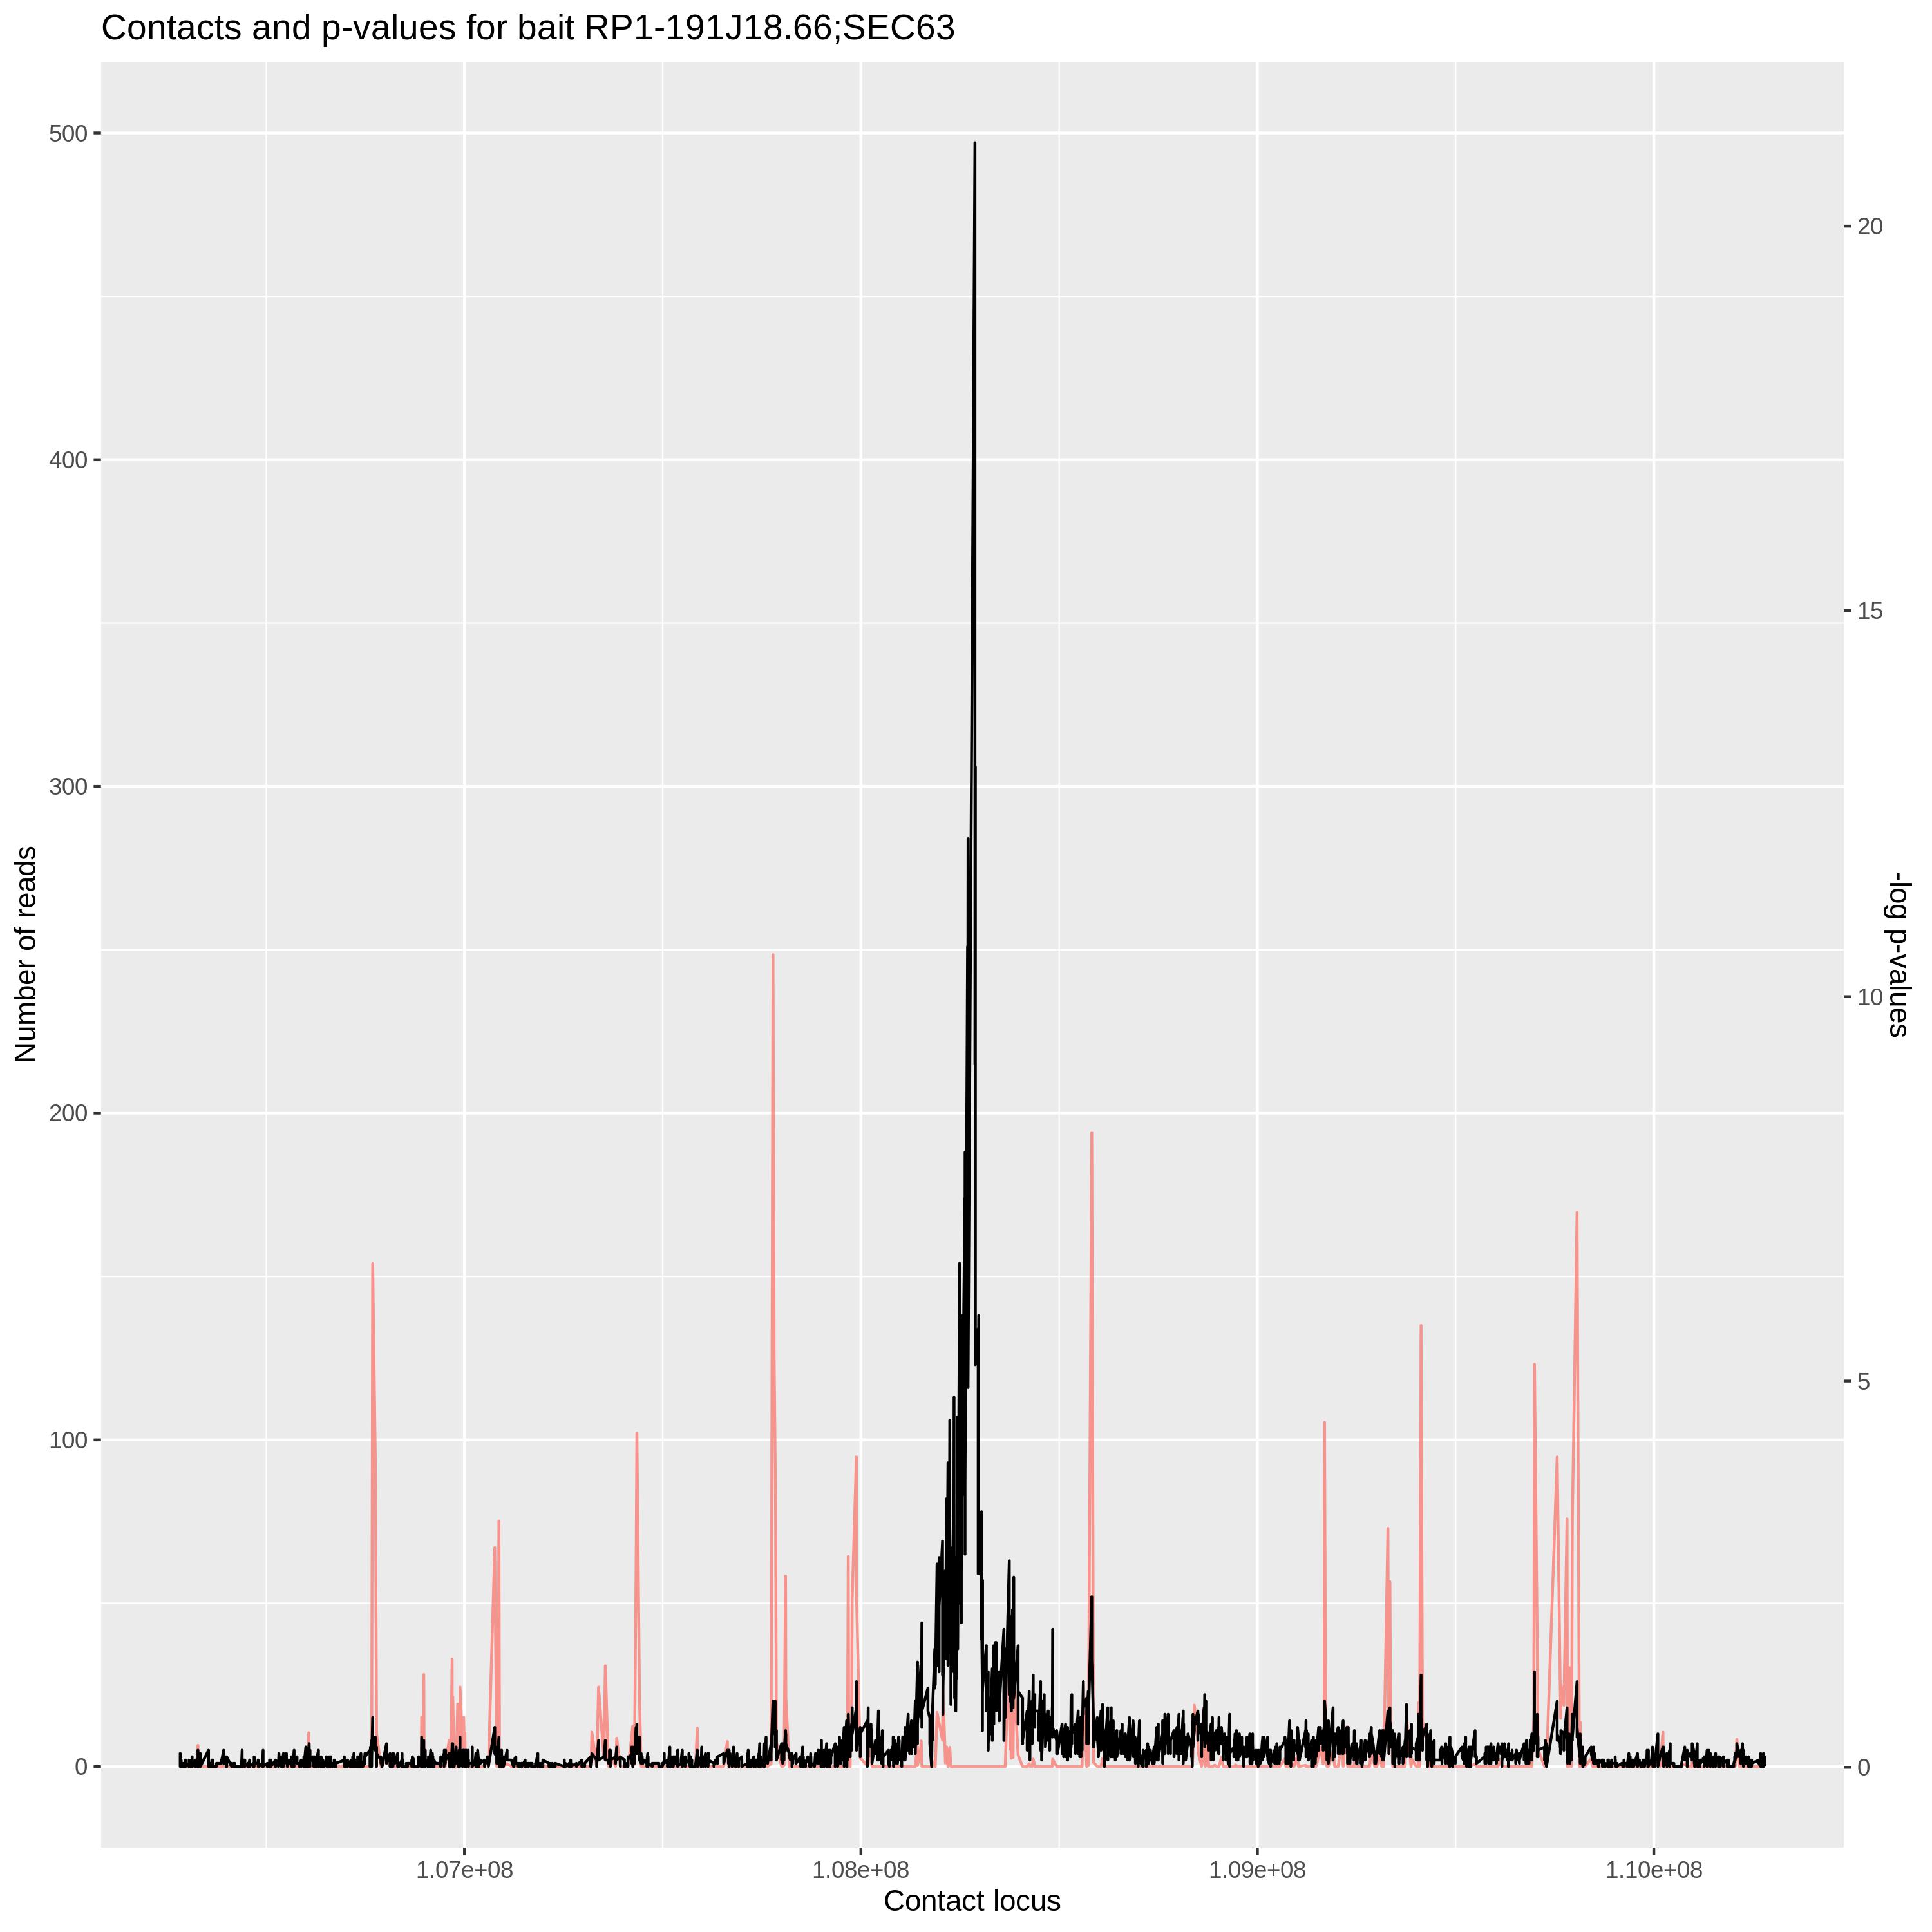 Contacts and p-values for bait RP1-191J18.66;SEC63
500
400
300
200
100
0
Number of reads
20
15
10
5
0
-log p-values
1.07e+08
1.08e+08
1.09e+08
1.10e+08
Contact locus